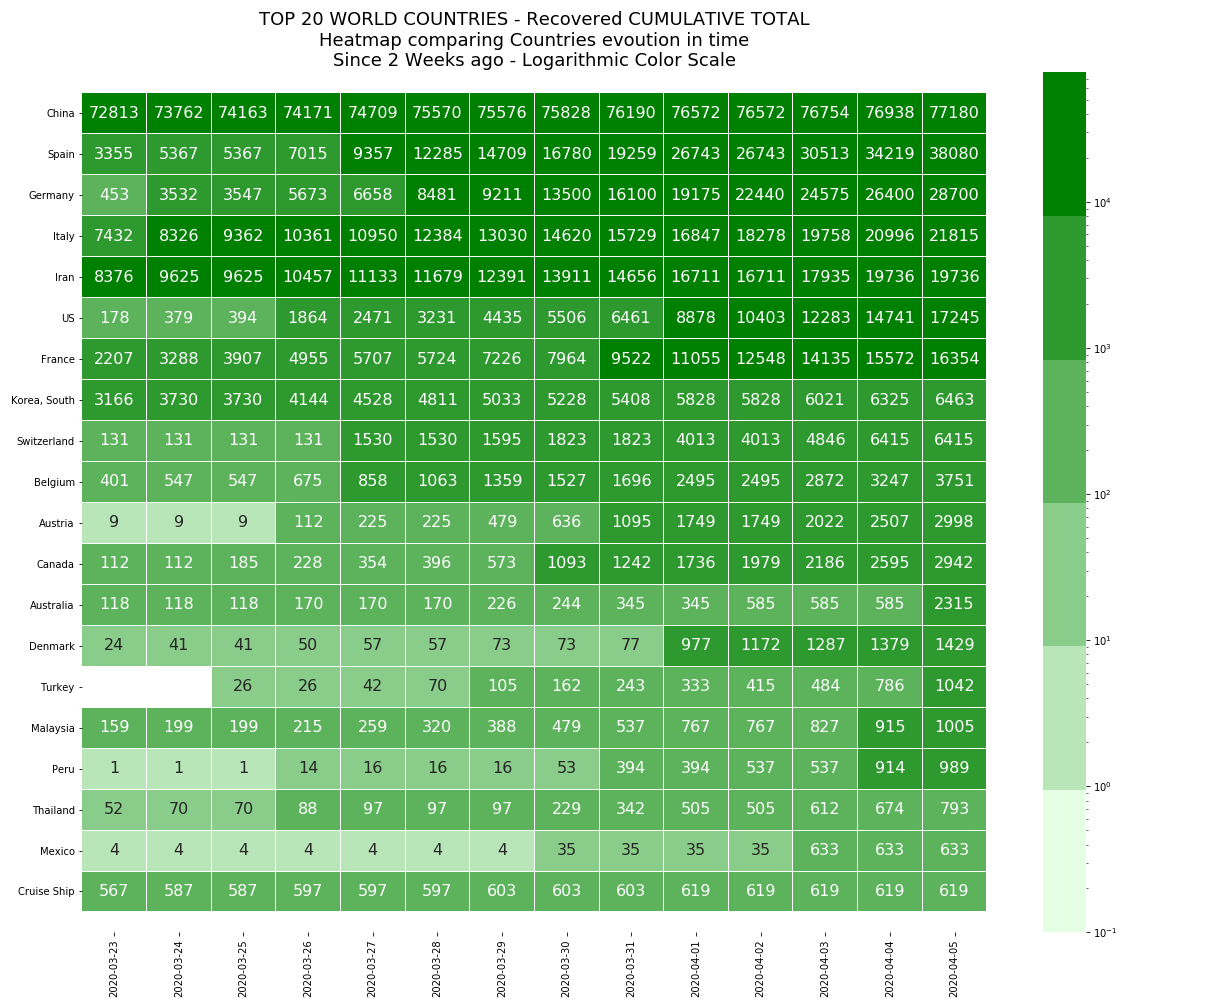 TOP 20 WORLD COUNTRIES - Recovered CUMULATIVE TOTAL
Heatmap comparing Countries evoution in time
Since 2 Weeks ago - Logarithmic Color Scale
China 72813 73762 74163 74171 74709 75570 75576 75828 76190 76572 76572 76754 76938 77180
Spain 3355 5367 5367 7015 9357 12285 14709 16780 19259 26743 26743 30513 34219 38080
Germany 453 3532 3547 5673 6658 8481 9211 13500 16100 19175 22440 24575 26400 28700
Italy 7432 8326 9362 10361 10950 12384 13030 14620 15729 16847 18278 19758 20996 21815
Iran 8376 9625 9625 10457 11133 11679 12391 13911 14656 16711 16711 17935 19736 19736
US 178 379 394 1864 2471 3231 4435 5506 6461 8878 10403 12283 14741 17245
France 2207 3288 3907 4955 5707 5724 7226 7964 9522 11055 12548 14135 15572 16354
Korea, South 3166 3730 3730 4144 4528 4811 5033 5228 5408 5828 5828 6021 6325 6463
Switzerland 131 131 131 131 1530 1530 1595 1823 1823 4013 4013 4846 6415 6415
Belgium 401 547 547 675 858 1063 1359 1527 1696 2495 2495 2872 3247 3751
Austria 9 9 9 112 225 225 479 636 1095 1749 1749 2022 2507 2998
Canada 112 112 185 228 354 396 573 1093 1242 1736 1979 2186 2595 2942
Australia 118 118 118 170 170 170 226 244 345 345 585 585 585 2315
Denmark 24 41 41 50 57 57 73 73 77 977 1172 1287 1379 1429
Turkey 26 26 42 70 105 162 243 333 415 484 786 1042
Malaysia 159 199 199 215 259 320 388 479 537 767 767 827 915 1005
Peru 1 1 1 14 16 16 16 53 394 394 537 537 914 989
Thailand 52 70 70 88 97 97 97 229 342 505 505 612 674 793
Mexico 4 4 4 4 4 4 4 35 35 35 35 633 633 633
Cruise Ship 567 587 587 597 597 597 603 603 603 619 619 619 619 619
2020-03-23 2020-03-24 2020-03-25 2020-03-26 2020-03-27 2020-03-28 2020-03-29 2020-03-30 2020-03-31 2020-04-01 2020-04-02 2020-04-03 2020-04-04 2020-04-05
10⁴
10³
10²
10¹
10⁰
10⁻¹